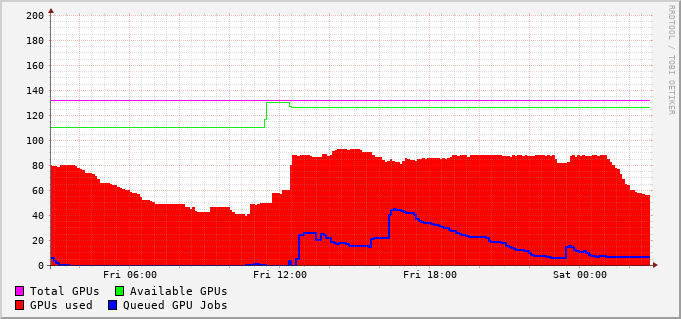 200
180
160
140
120
100
80
60
40
20
0
Fri 06:00 Fri 12:00 Fri 18:00 Sat 00:00
Total GPUs Available GPUs
GPUs used Queued GPU Jobs
RRDTOOL / TOBI OETIKER